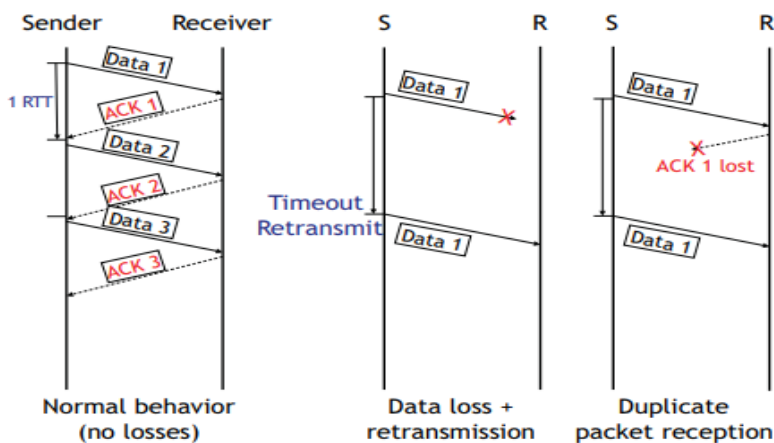 Sender Receiver
Data 1
1 RTT
ACK 1
Data 2
ACK 2
Data 3
ACK 3
Normal behavior
(no losses)
S R
Data 1
Timeout
Retransmit
Data 1
Data loss +
retransmission
S R
Data 1
ACK 1 lost
Data 1
Duplicate
packet reception